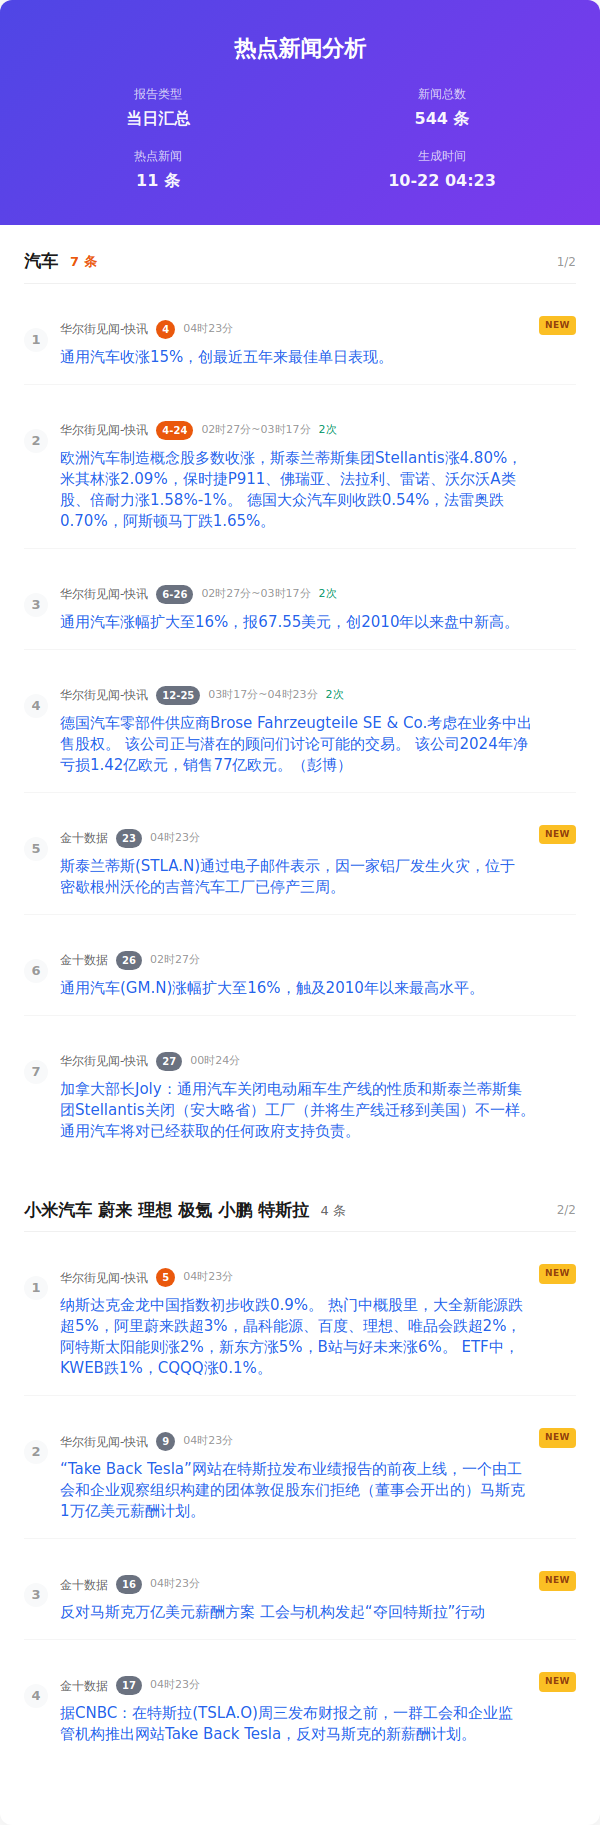 热点新闻分析
报告类型
当日汇总
新闻总数
544 条
热点新闻
11 条
生成时间
10-22 04:23
汽车 7 条 1/2
1 华尔街见闻-快讯 4 04时23分 NEW
通用汽车收涨15%，创最近五年来最佳单日表现。
2 华尔街见闻-快讯 4-24 02时27分~03时17分 2次
欧洲汽车制造概念股多数收涨，斯泰兰蒂斯集团Stellantis涨4.80%，
米其林涨2.09%，保时捷P911、佛瑞亚、法拉利、雷诺、沃尔沃A类
股、倍耐力涨1.58%-1%。 德国大众汽车则收跌0.54%，法雷奥跌
0.70%，阿斯顿马丁跌1.65%。
3 华尔街见闻-快讯 6-26 02时27分~03时17分 2次
通用汽车涨幅扩大至16%，报67.55美元，创2010年以来盘中新高。
4 华尔街见闻-快讯 12-25 03时17分~04时23分 2次
德国汽车零部件供应商Brose Fahrzeugteile SE & Co.考虑在业务中出
售股权。 该公司正与潜在的顾问们讨论可能的交易。 该公司2024年净
亏损1.42亿欧元，销售77亿欧元。（彭博）
5 金十数据 23 04时23分 NEW
斯泰兰蒂斯(STLA.N)通过电子邮件表示，因一家铝厂发生火灾，位于
密歇根州沃伦的吉普汽车工厂已停产三周。
6 金十数据 26 02时27分
通用汽车(GM.N)涨幅扩大至16%，触及2010年以来最高水平。
7 华尔街见闻-快讯 27 00时24分
加拿大部长Joly：通用汽车关闭电动厢车生产线的性质和斯泰兰蒂斯集
团Stellantis关闭（安大略省）工厂（并将生产线迁移到美国）不一样。
通用汽车将对已经获取的任何政府支持负责。
小米汽车 蔚来 理想 极氪 小鹏 特斯拉 4 条 2/2
1 华尔街见闻-快讯 5 04时23分 NEW
纳斯达克金龙中国指数初步收跌0.9%。 热门中概股里，大全新能源跌
超5%，阿里蔚来跌超3%，晶科能源、百度、理想、唯品会跌超2%，
阿特斯太阳能则涨2%，新东方涨5%，B站与好未来涨6%。 ETF中，
KWEB跌1%，CQQQ涨0.1%。
2 华尔街见闻-快讯 9 04时23分 NEW
“Take Back Tesla”网站在特斯拉发布业绩报告的前夜上线，一个由工
会和企业观察组织构建的团体敦促股东们拒绝（董事会开出的）马斯克
1万亿美元薪酬计划。
3 金十数据 16 04时23分 NEW
反对马斯克万亿美元薪酬方案 工会与机构发起“夺回特斯拉”行动
4 金十数据 17 04时23分 NEW
据CNBC：在特斯拉(TSLA.O)周三发布财报之前，一群工会和企业监
管机构推出网站Take Back Tesla，反对马斯克的新薪酬计划。